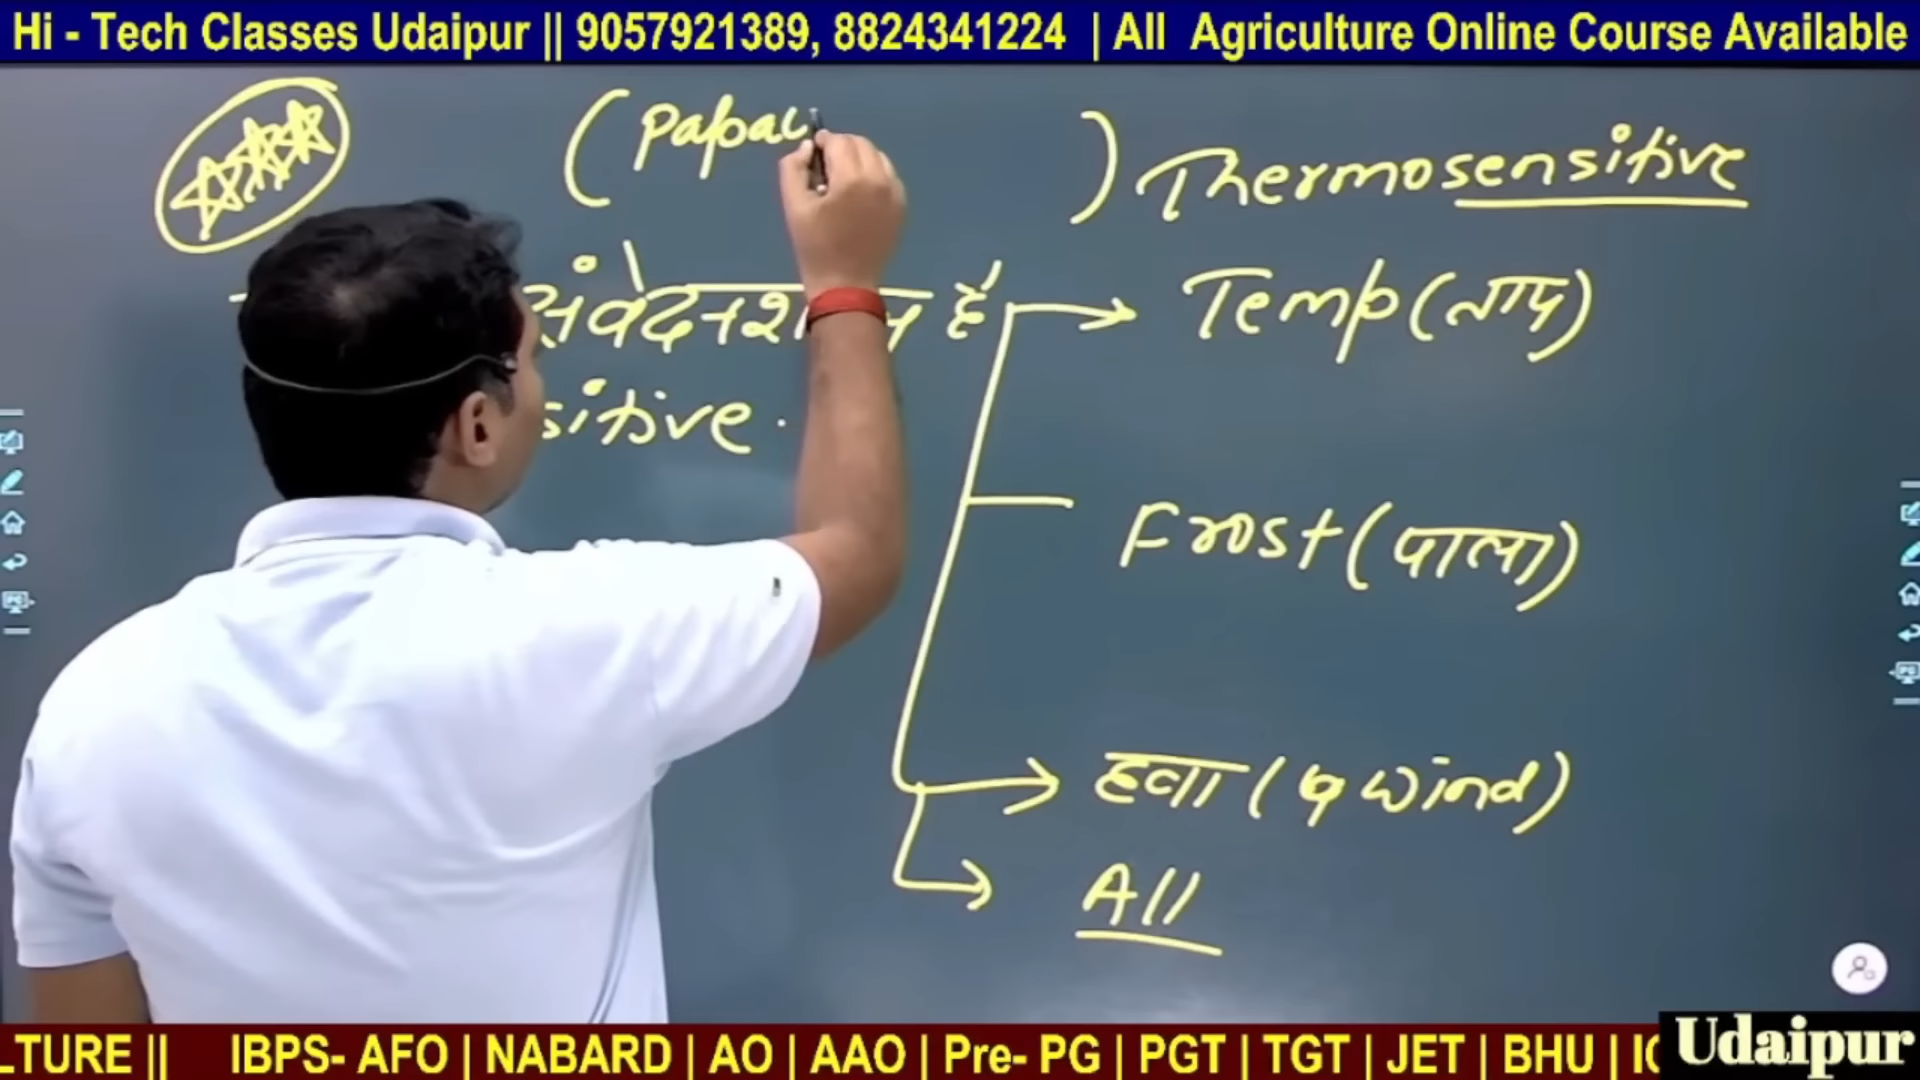 Hi - Tech Classes Udaipur || 9057921389, 8824341224 | All Agriculture Online Course Available
(Papa ) Thermosensitive
है Temp (ताप)
sitive.
Frost (पाला)
हवा ( wind)
All
LTURE || IBPS- AFO | NABARD | AO | AAO | Pre- PG | PGT | TGT | JET | BHU |
Udaipur